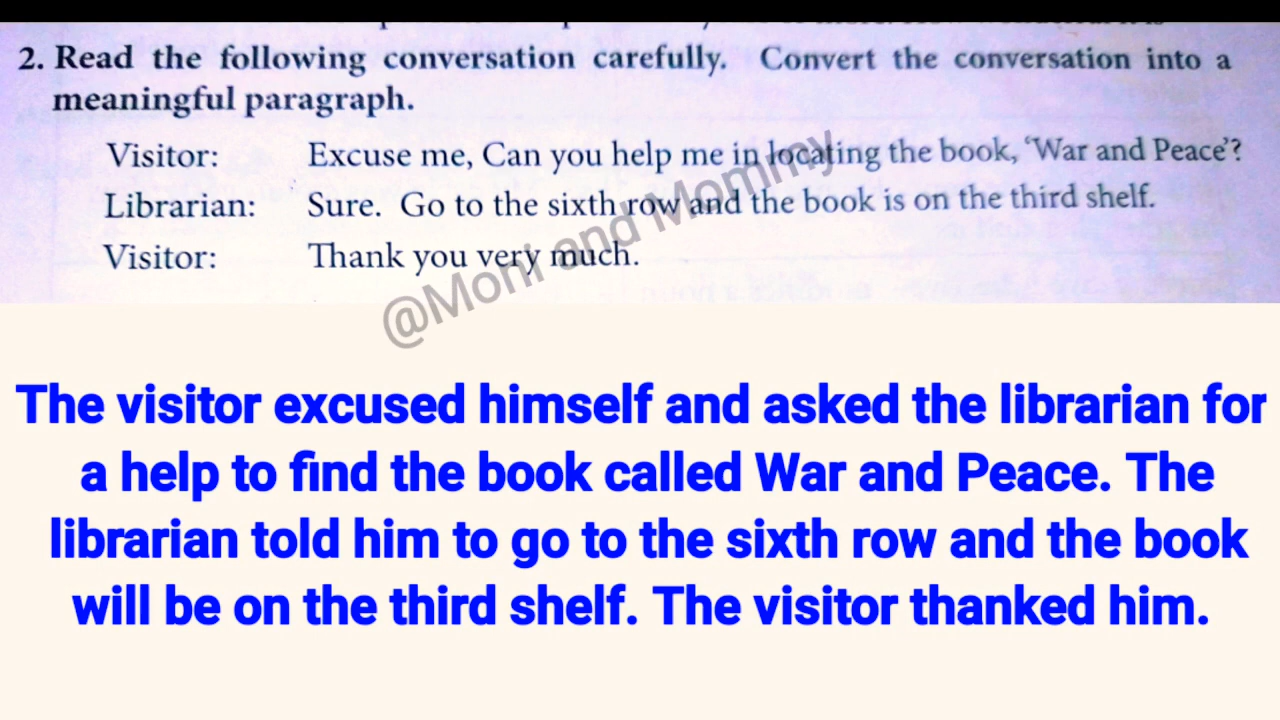 2. Read the following conversation carefully. Convert the conversation into a
meaningful paragraph.
Visitor: Excuse me, Can you help me in locating the book, ‘War and Peace’?
Librarian: Sure. Go to the sixth row and the book is on the third shelf.
Visitor: Thank you very much.
@Moni and Mommy
The visitor excused himself and asked the librarian for
a help to find the book called War and Peace. The
librarian told him to go to the sixth row and the book
will be on the third shelf. The visitor thanked him.